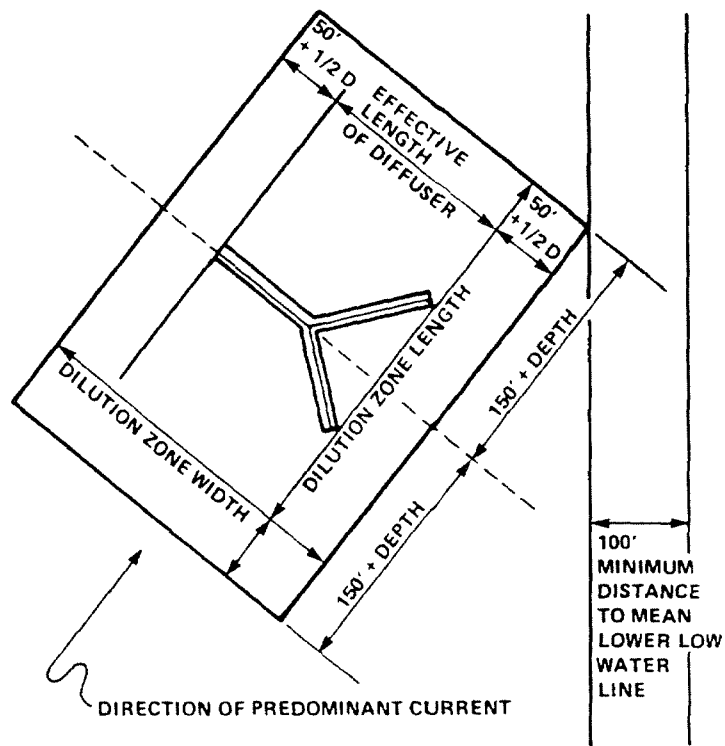 50'
+ 1/2 D
EFFECTIVE
LENGTH
OF DIFFUSER
50'
+1/2 D
DILUTION ZONE LENGTH
150' + DEPTH
DILUTION ZONE WIDTH
150' + DEPTH
100'
MINIMUM
DISTANCE
TO MEAN
LOWER LOW
WATER
LINE
DIRECTION OF PREDOMINANT CURRENT